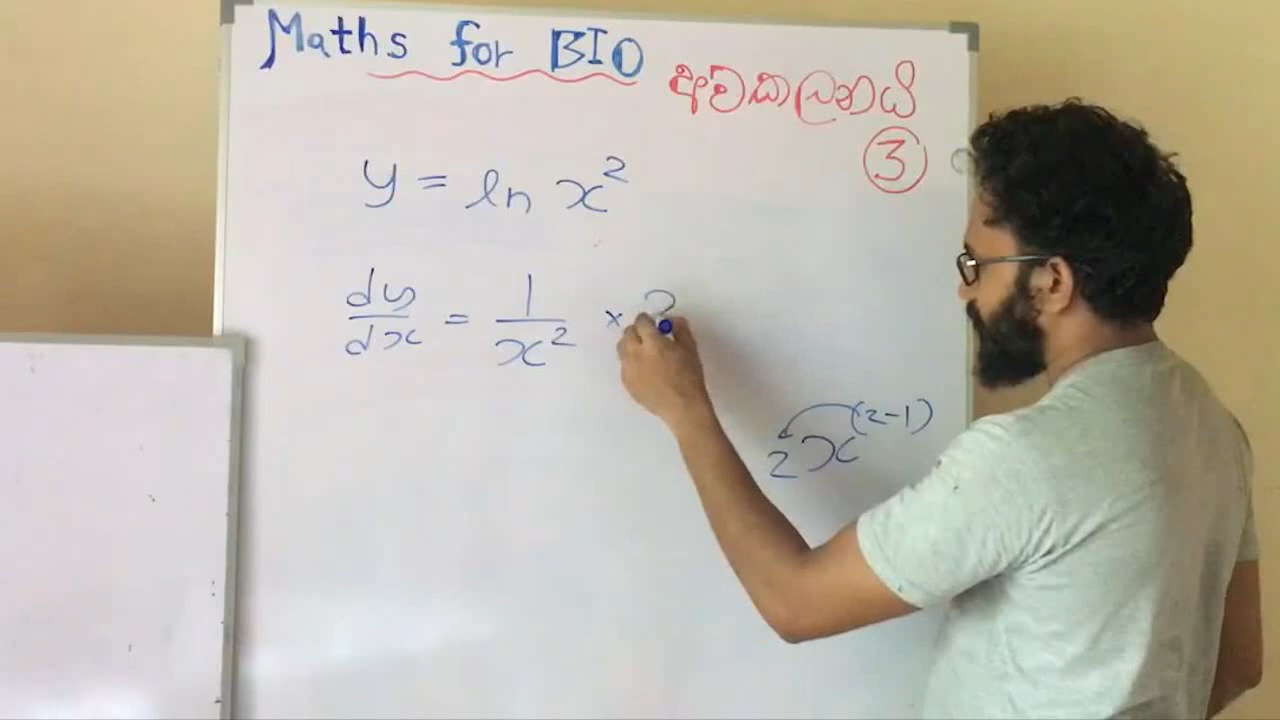 Maths for BIO
අවකලනය
3
y = ln x²
dy/dx = 1/x² × 2
2x^(2-1)